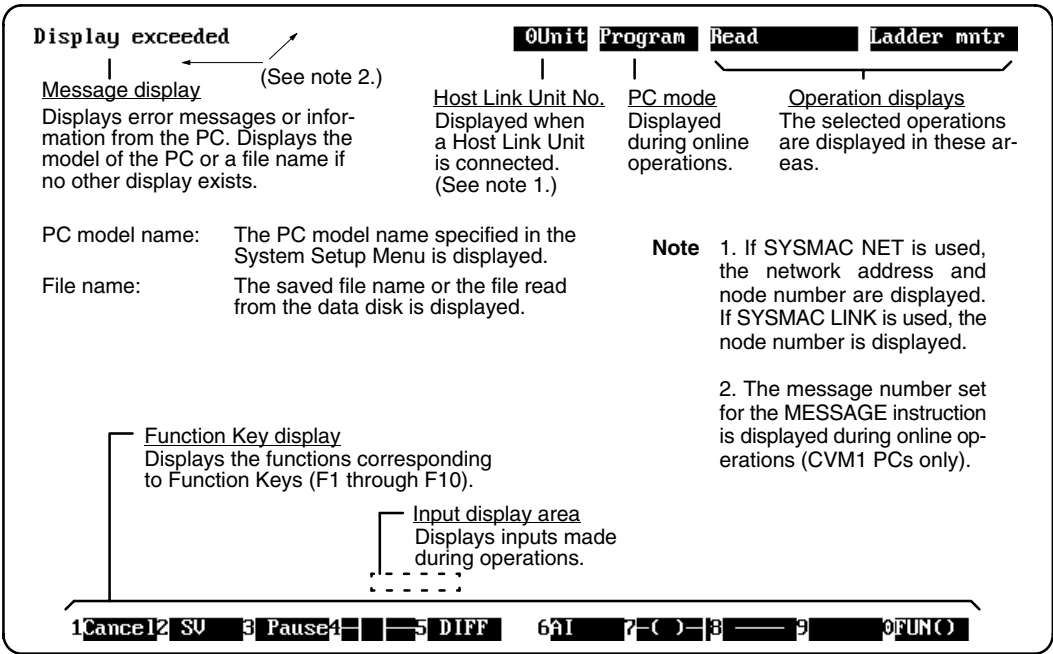 Display exceeded 0Unit Program Read Ladder mntr
(See note 2.)
Message display
Displays error messages or infor-
mation from the PC. Displays the
model of the PC or a file name if
no other display exists.
Host Link Unit No.
Displayed when
a Host Link Unit
is connected.
(See note 1.)
PC mode
Displayed
during online
operations.
Operation displays
The selected operations
are displayed in these ar-
eas.
PC model name: The PC model name specified in the
System Setup Menu is displayed.
File name: The saved file name or the file read
from the data disk is displayed.
Note 1. If SYSMAC NET is used,
the network address and
node number are displayed.
If SYSMAC LINK is used, the
node number is displayed.
2. The message number set
for the MESSAGE instruction
is displayed during online op-
erations (CVM1 PCs only).
Function Key display
Displays the functions corresponding
to Function Keys (F1 through F10).
Input display area
Displays inputs made
during operations.
1Cancel2 SV 3 Pause4 5 DIFF 6AI 7-( )-8 — 9 0FUN()